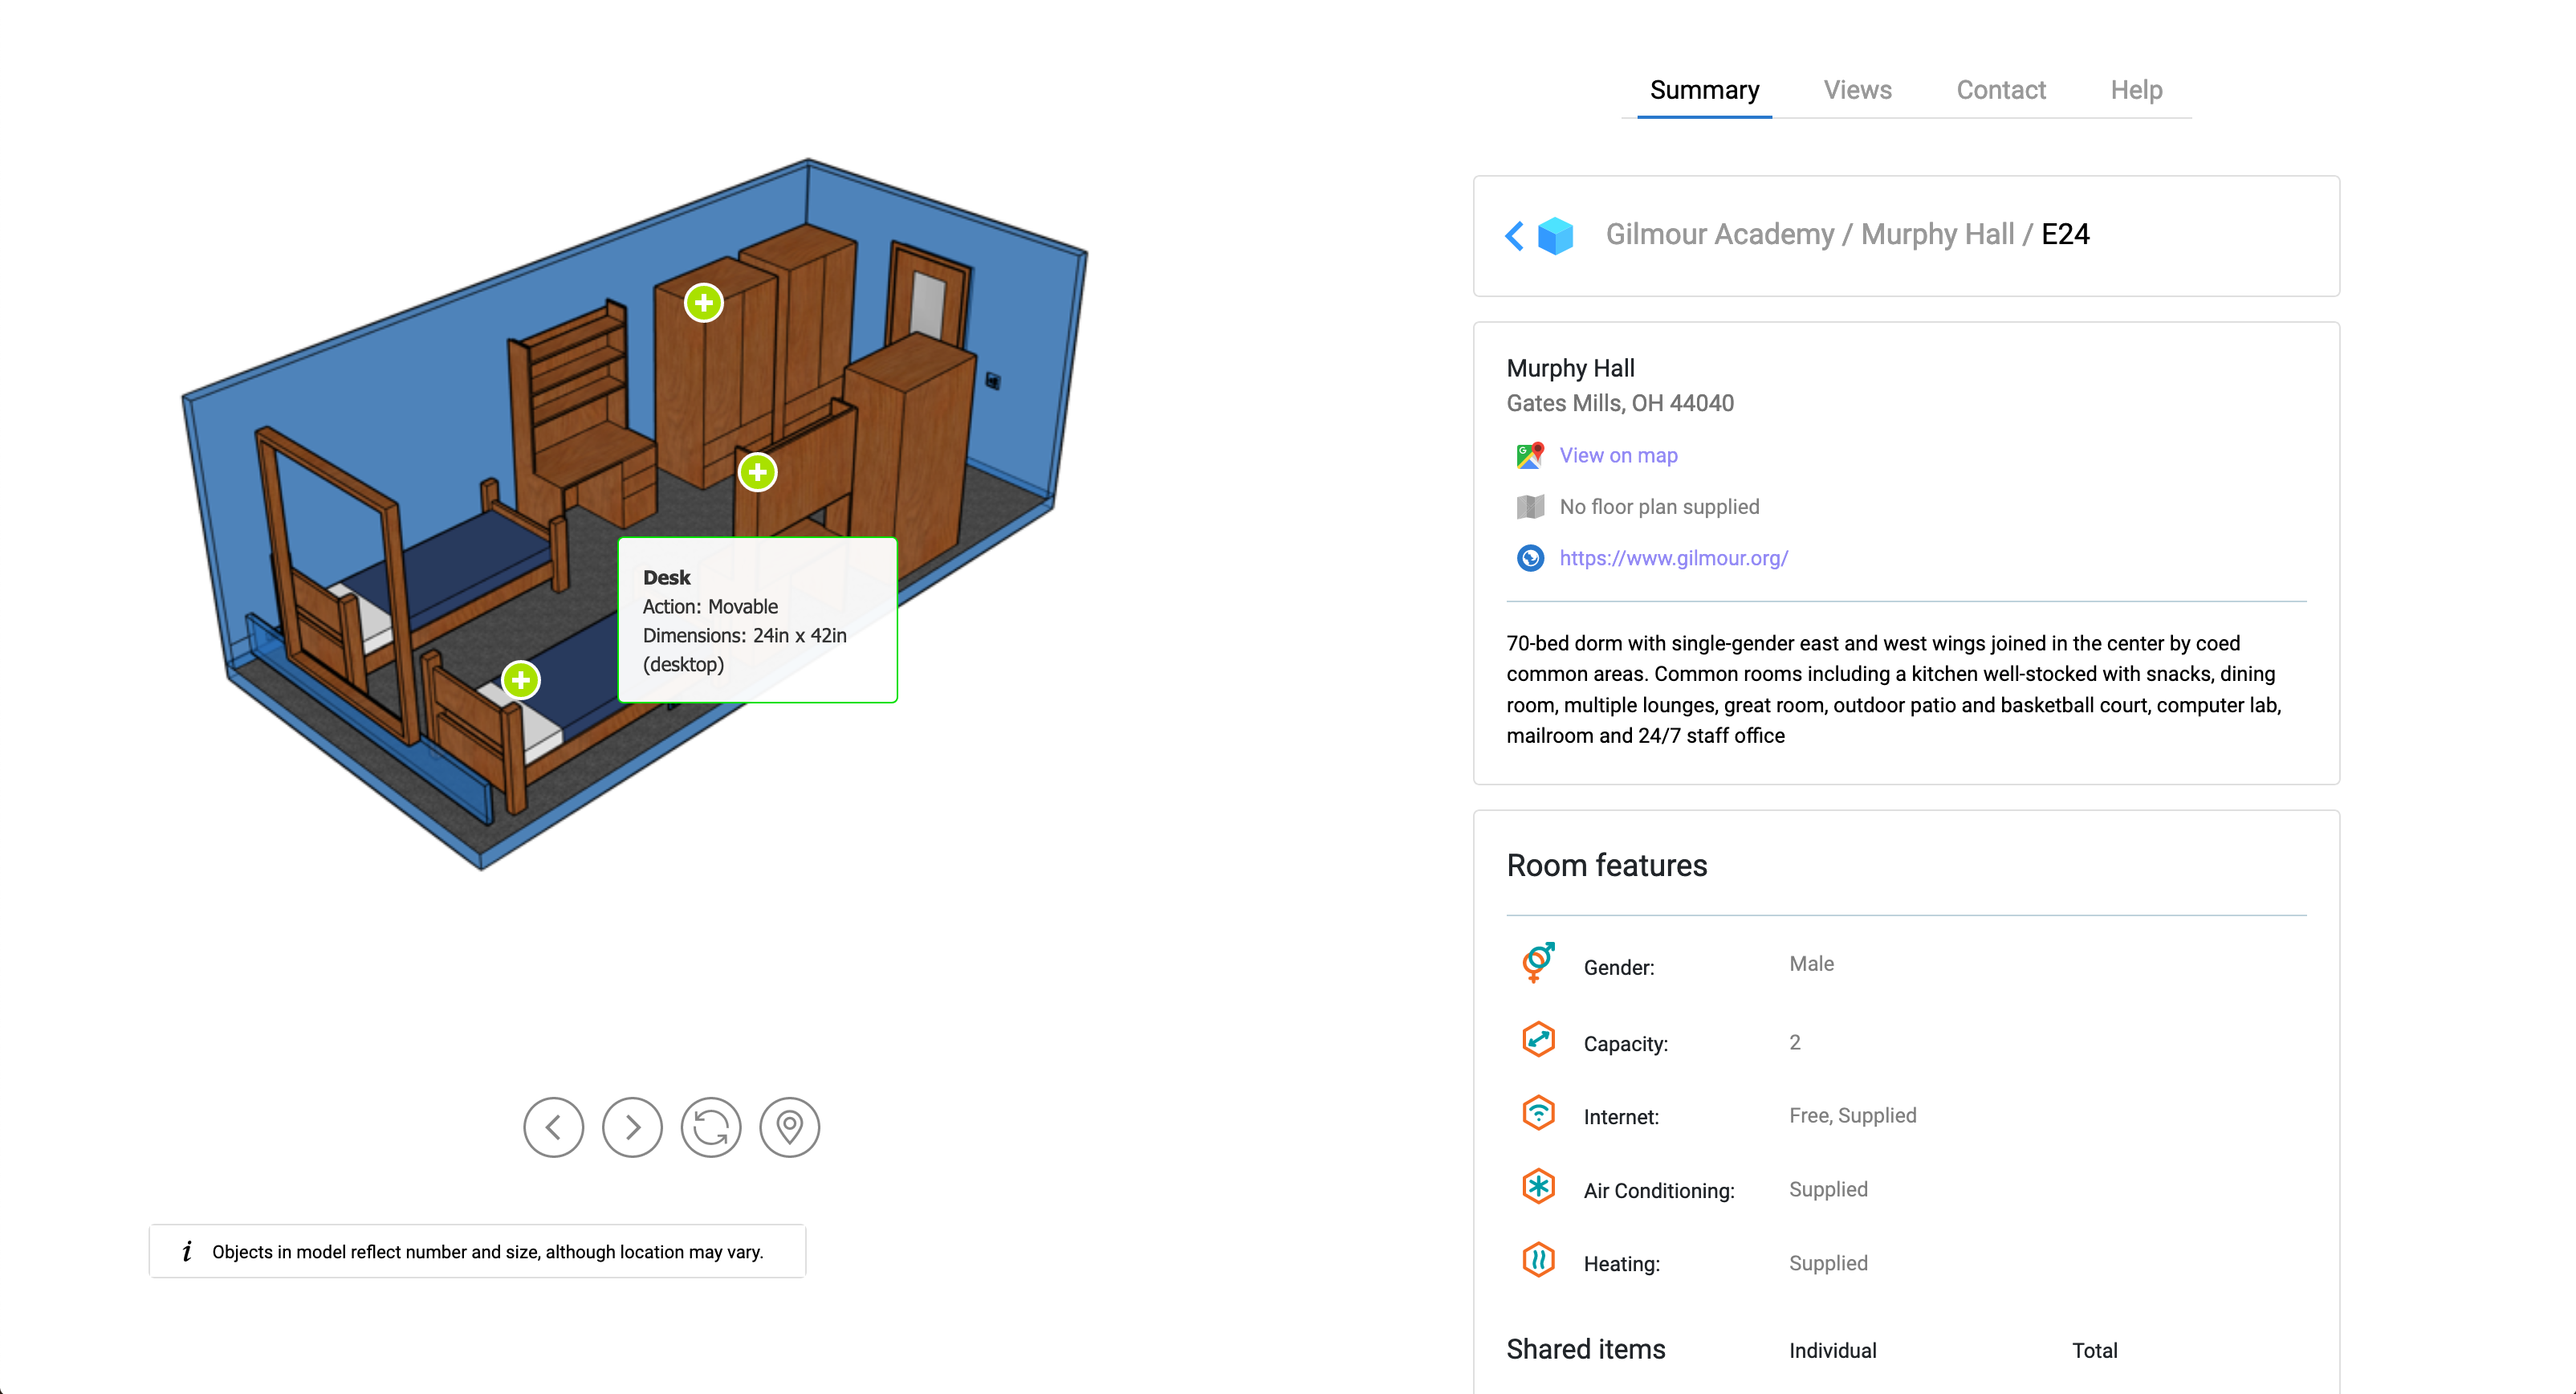 Summary Views Contact Help
Gilmour Academy / Murphy Hall / E24
Murphy Hall
Gates Mills, OH 44040
View on map
No floor plan supplied
https://www.gilmour.org/
70-bed dorm with single-gender east and west wings joined in the center by coed
common areas. Common rooms including a kitchen well-stocked with snacks, dining
room, multiple lounges, great room, outdoor patio and basketball court, computer lab,
mailroom and 24/7 staff office
Room features
Gender: Male
Capacity: 2
Internet: Free, Supplied
Air Conditioning: Supplied
Heating: Supplied
Shared items Individual Total
Desk
Action: Movable
Dimensions: 24in x 42in
(desktop)
i Objects in model reflect number and size, although location may vary.